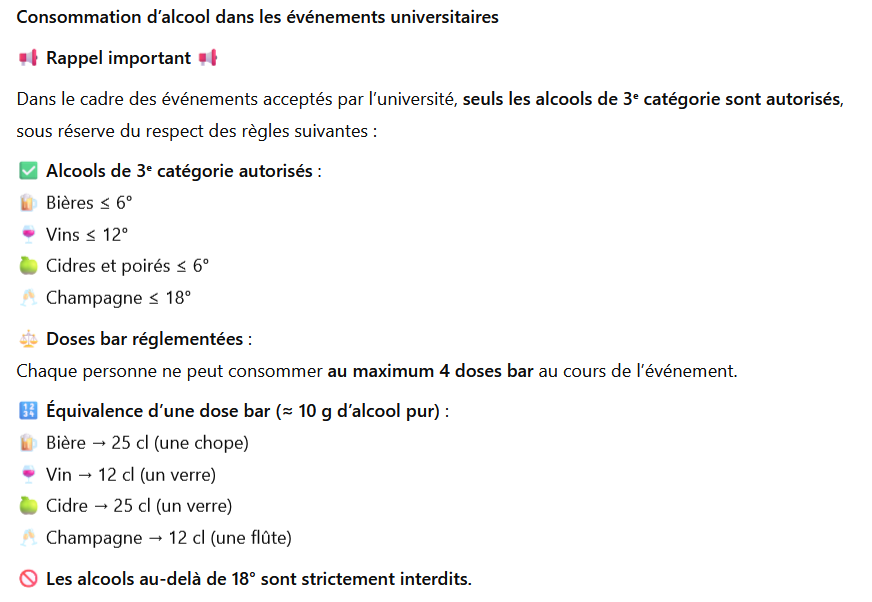 Consommation d’alcool dans les événements universitaires
📢 Rappel important 📢
Dans le cadre des événements acceptés par l’université, seuls les alcools de 3ᵉ catégorie sont autorisés,
sous réserve du respect des règles suivantes :
✅ Alcools de 3ᵉ catégorie autorisés :
🍺 Bières ≤ 6°
🍷 Vins ≤ 12°
🍏 Cidres et poirés ≤ 6°
🥂 Champagne ≤ 18°
⚖️ Doses bar réglementées :
Chaque personne ne peut consommer au maximum 4 doses bar au cours de l’événement.
🔢 Équivalence d’une dose bar (≈ 10 g d’alcool pur) :
🍺 Bière → 25 cl (une chope)
🍷 Vin → 12 cl (un verre)
🍏 Cidre → 25 cl (un verre)
🥂 Champagne → 12 cl (une flûte)
🚫 Les alcools au-delà de 18° sont strictement interdits.